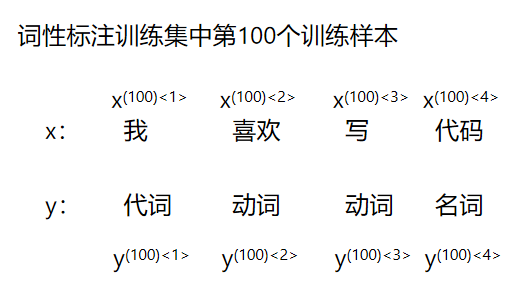 词性标注训练集中第100个训练样本
x(100)<1> x(100)<2> x(100)<3> x(100)<4>
x: 我 喜欢 写 代码
y: 代词 动词 动词 名词
y(100)<1> y(100)<2> y(100)<3> y(100)<4>